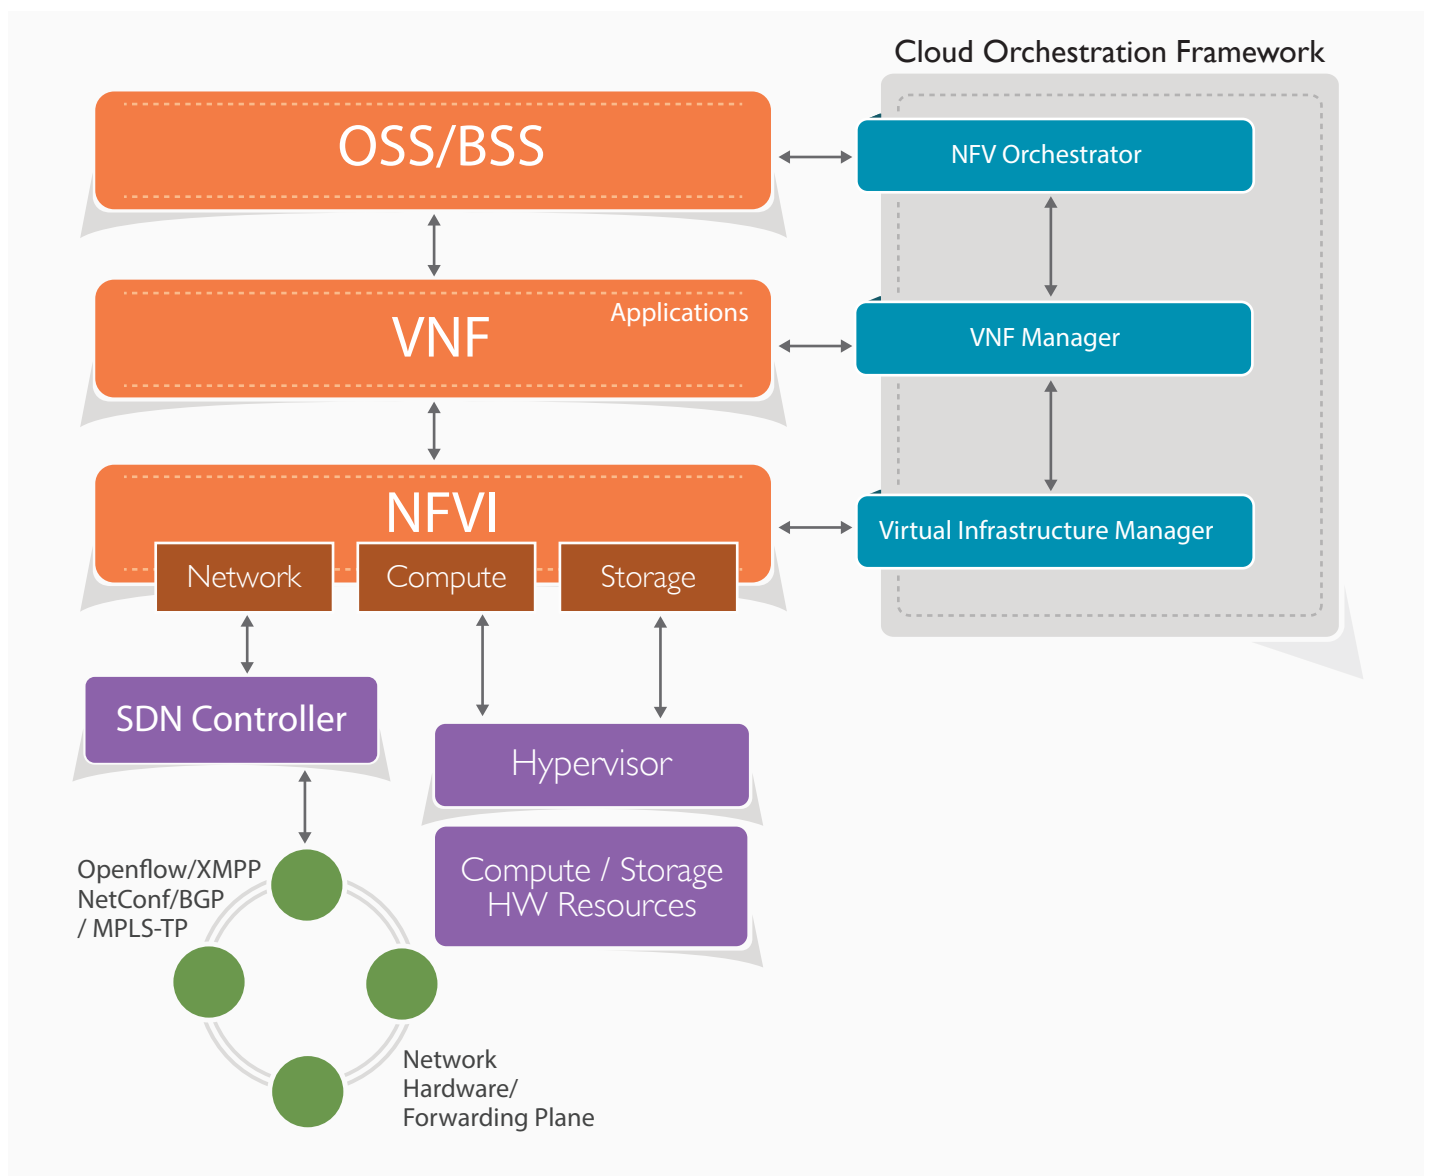 Cloud Orchestration Framework
OSS/BSS
NFV Orchestrator
Applications
VNF
VNF Manager
NFVI
Virtual Infrastructure Manager
Network
Compute
Storage
SDN Controller
Hypervisor
Compute / Storage
HW Resources
Openflow/XMPP
NetConf/BGP
/ MPLS-TP
Network
Hardware/
Forwarding Plane